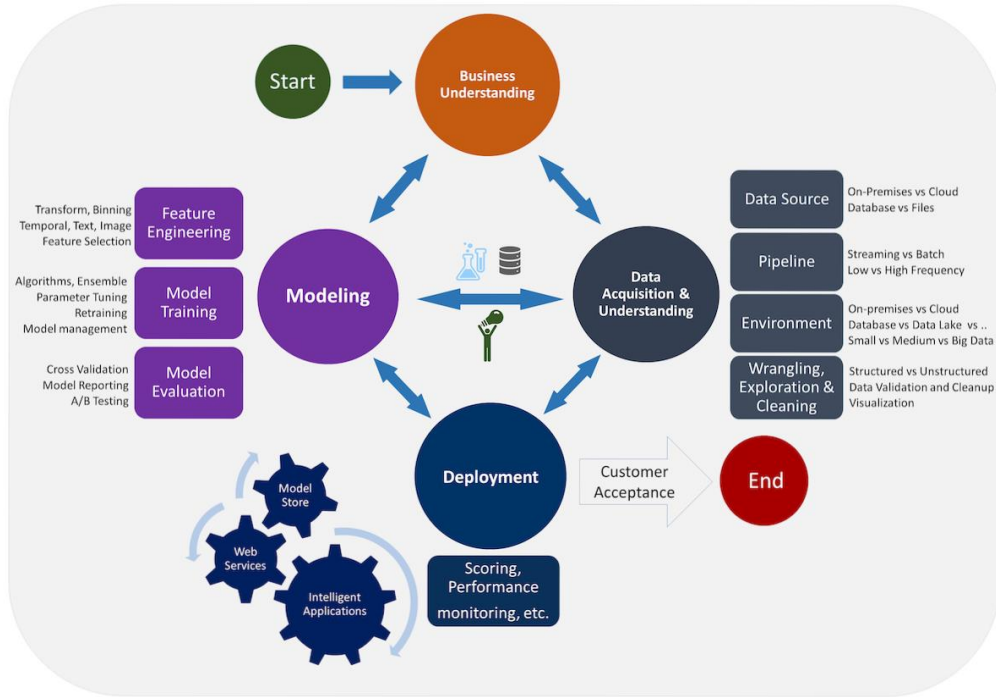 Start
Business
Understanding
Feature
Engineering
Transform, Binning
Temporal, Text, Image
Feature Selection
Model
Training
Algorithms, Ensemble
Parameter Tuning
Retraining
Model management
Model
Evaluation
Cross Validation
Model Reporting
A/B Testing
Modeling
Data
Acquisition &
Understanding
Data Source
On-Premises vs Cloud
Database vs Files
Pipeline
Streaming vs Batch
Low vs High Frequency
Environment
On-premises vs Cloud
Database vs Data Lake vs ..
Small vs Medium vs Big Data
Wrangling,
Exploration &
Cleaning
Structured vs Unstructured
Data Validation and Cleanup
Visualization
Deployment
Customer
Acceptance
End
Model
Store
Web
Services
Intelligent
Applications
Scoring,
Performance
monitoring, etc.